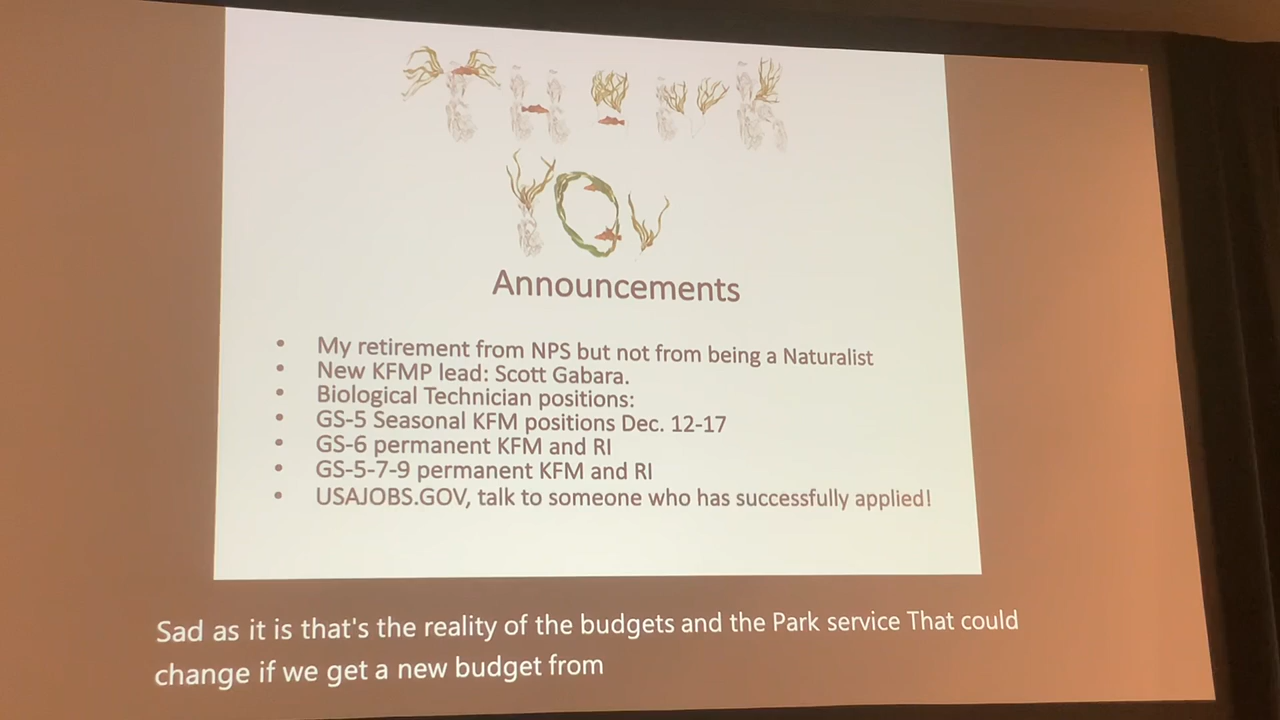 THINK
YOU
Announcements
• My retirement from NPS but not from being a Naturalist
• New KFMP lead: Scott Gabara.
• Biological Technician positions:
• GS-5 Seasonal KFM positions Dec. 12-17
• GS-6 permanent KFM and RI
• GS-5-7-9 permanent KFM and RI
• USAJOBS.GOV, talk to someone who has successfully applied!
Sad as it is that's the reality of the budgets and the Park service That could
change if we get a new budget from